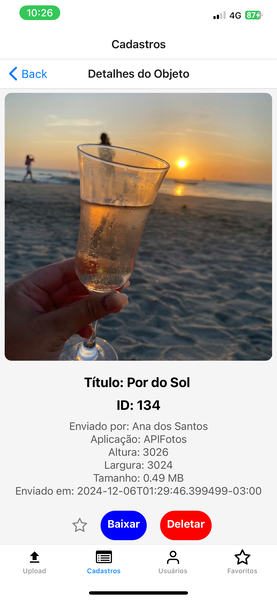 10:26
4G 87+
Cadastros
Back
Detalhes do Objeto
Título: Por do Sol
ID: 134
Enviado por: Ana dos Santos
Aplicação: APIFotos
Altura: 3026
Largura: 3024
Tamanho: 0.49 MB
Enviado em: 2024-12-06T01:29:46.399499-03:00
Baixar
Deletar
Upload
Cadastros
Usuários
Favoritos